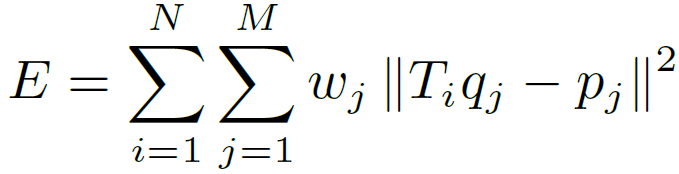 E = \sum_{i=1}^{N} \sum_{j=1}^{M} w_j \left\| T_i q_j - p_j \right\|^2